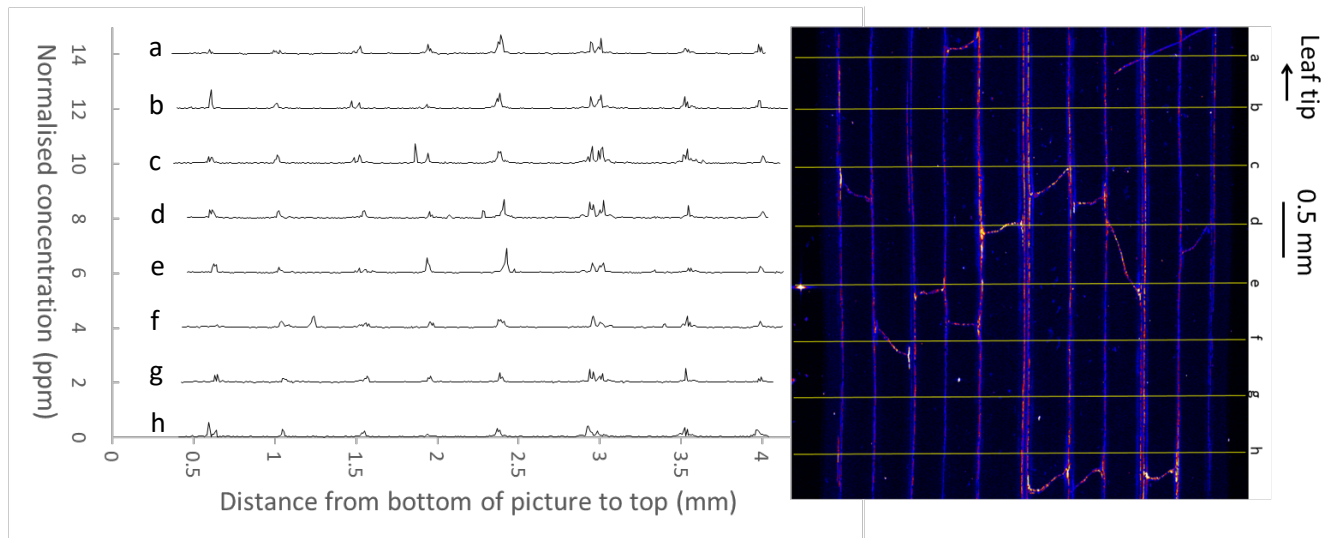 Normalised concentration (ppm)
14
12
10
8
6
4
2
0
a
b
c
d
e
f
g
h
0
0.5
1
1.5
2
2.5
3
3.5
4
Distance from bottom of picture to top (mm)
a
b
c
d
e
f
g
h
Leaf tip
0.5 mm